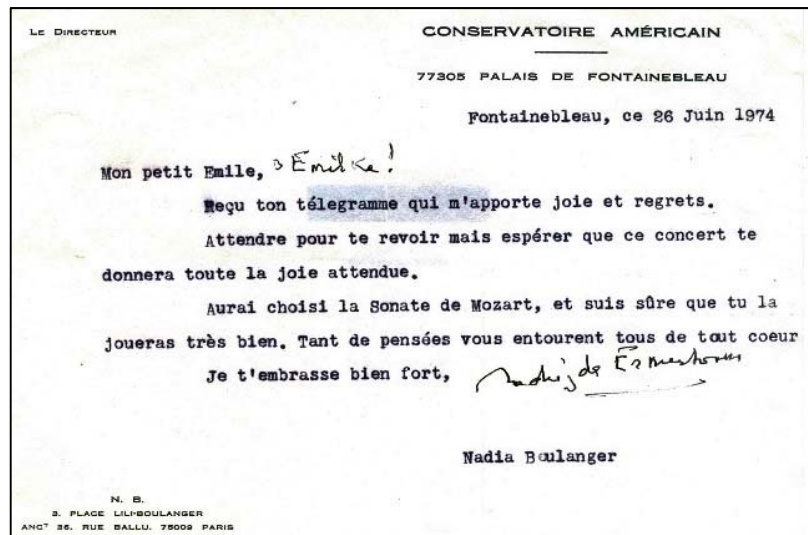 LE DIRECTEUR
CONSERVATOIRE AMÉRICAIN
77305 PALAIS DE FONTAINEBLEAU
Fontainebleau, ce 26 Juin 1974
Mon petit Emile, Emilke!
Reçu ton télegramme qui m'apporte joie et regrets.
Attendre pour te revoir mais espérer que ce concert te
donnera toute la joie attendue.
Aurai choisi la Sonate de Mozart, et suis sûre que tu la
joueras très bien. Tant de pensées vous entourent tous de tout coeur
Je t'embrasse bien fort,
Nadia Boulanger
N. B.
3. PLACE LILI-BOULANGER
ANCT 36, RUE BALLU. 75009 PARIS